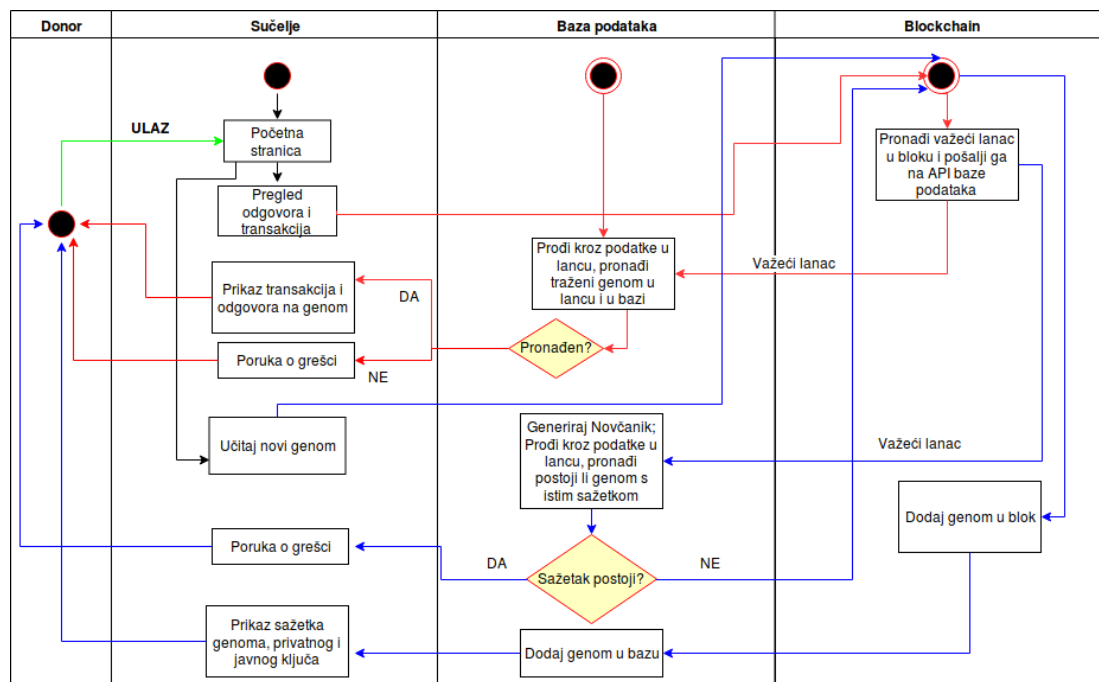 Donor
Sučelje
Baza podataka
Blockchain
ULAZ
Početna
stranica
Pregled
odgovora i
transakcija
Pronađi važeći lanac
u bloku i pošalji ga
na API baze
podataka
Prođi kroz podatke u
lancu, pronađi
traženi genom u
lancu i u bazi
Važeći lanac
Prikaz transakcija i
odgovora na genom
DA
Pronađen?
Poruka o grešci
NE
Učitaj novi genom
Generiraj Novčanik;
Prođi kroz podatke u
lancu, pronađi
postoji li genom s
istim sažetkom
Važeći lanac
Dodaj genom u blok
Poruka o grešci
DA
Sažetak postoji?
NE
Prikaz sažetka
genoma, privatnog i
javnog ključa
Dodaj genom u bazu